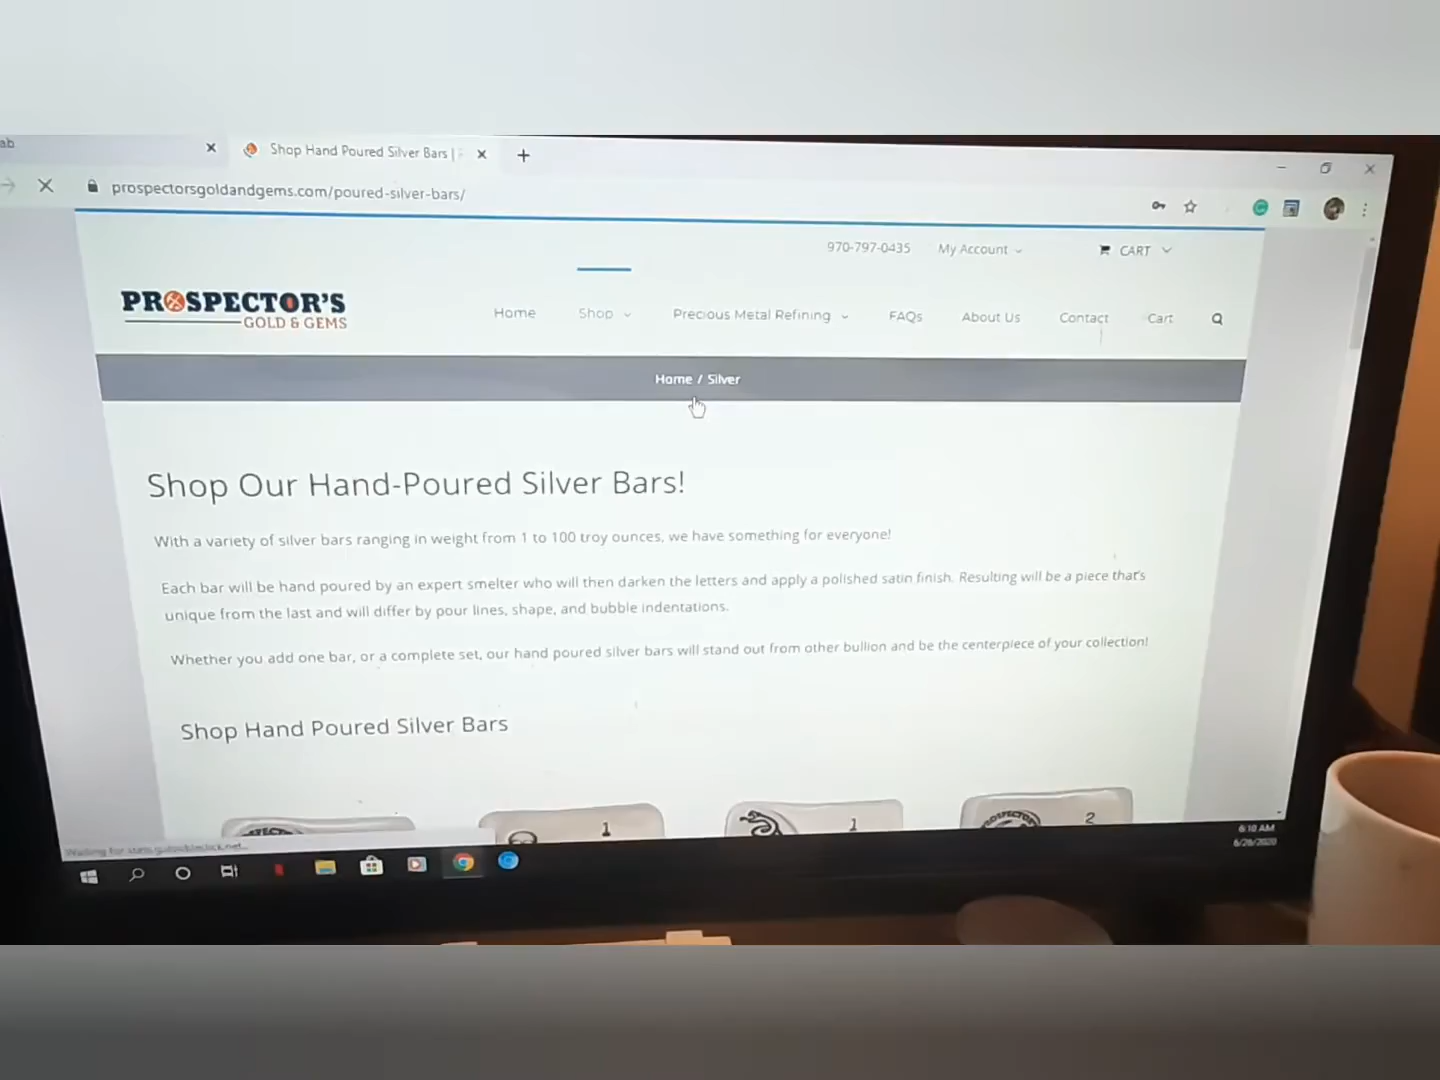 ab
Shop Hand Poured Silver Bars |
prospectorsgoldandgems.com/poured-silver-bars/
970-797-0435 My Account CART
PROSPECTOR'S
GOLD & GEMS
Home Shop Precious Metal Refining FAQs About Us Contact Cart
Home / Silver
Shop Our Hand-Poured Silver Bars!
With a variety of silver bars ranging in weight from 1 to 100 troy ounces, we have something for everyone!
Each bar will be hand poured by an expert smelter who will then darken the letters and apply a polished satin finish. Resulting will be a piece that's
unique from the last and will differ by pour lines, shape, and bubble indentations.
Whether you add one bar, or a complete set, our hand poured silver bars will stand out from other bullion and be the centerpiece of your collection!
Shop Hand Poured Silver Bars
1 1 PROSPECTOR 2
Waiting for
6:10 AM
6/28/2020